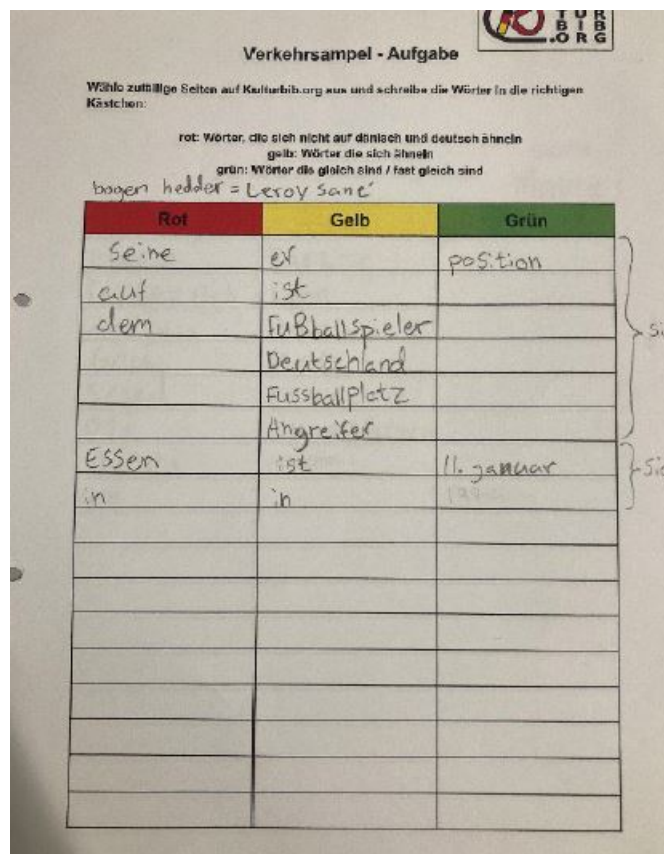 TUR
BIB
.ORG
Verkehrsampel - Aufgabe
Wähle zufällige Seiten auf Kulturbib.org aus und schreibe die Wörter in die richtigen
Kästchen:
rot: Wörter, die sich nicht auf dänisch und deutsch ähneln
gelb: Wörter die sich ähneln
grün: Wörter die gleich sind / fast gleich sind
bogen hedder = Leroy Sané
Rot Gelb Grün
Seine er position
auf ist
dem Fußballspieler
Deutschland
Fussballplatz
Angreifer
Essen ist 11. januar
in in